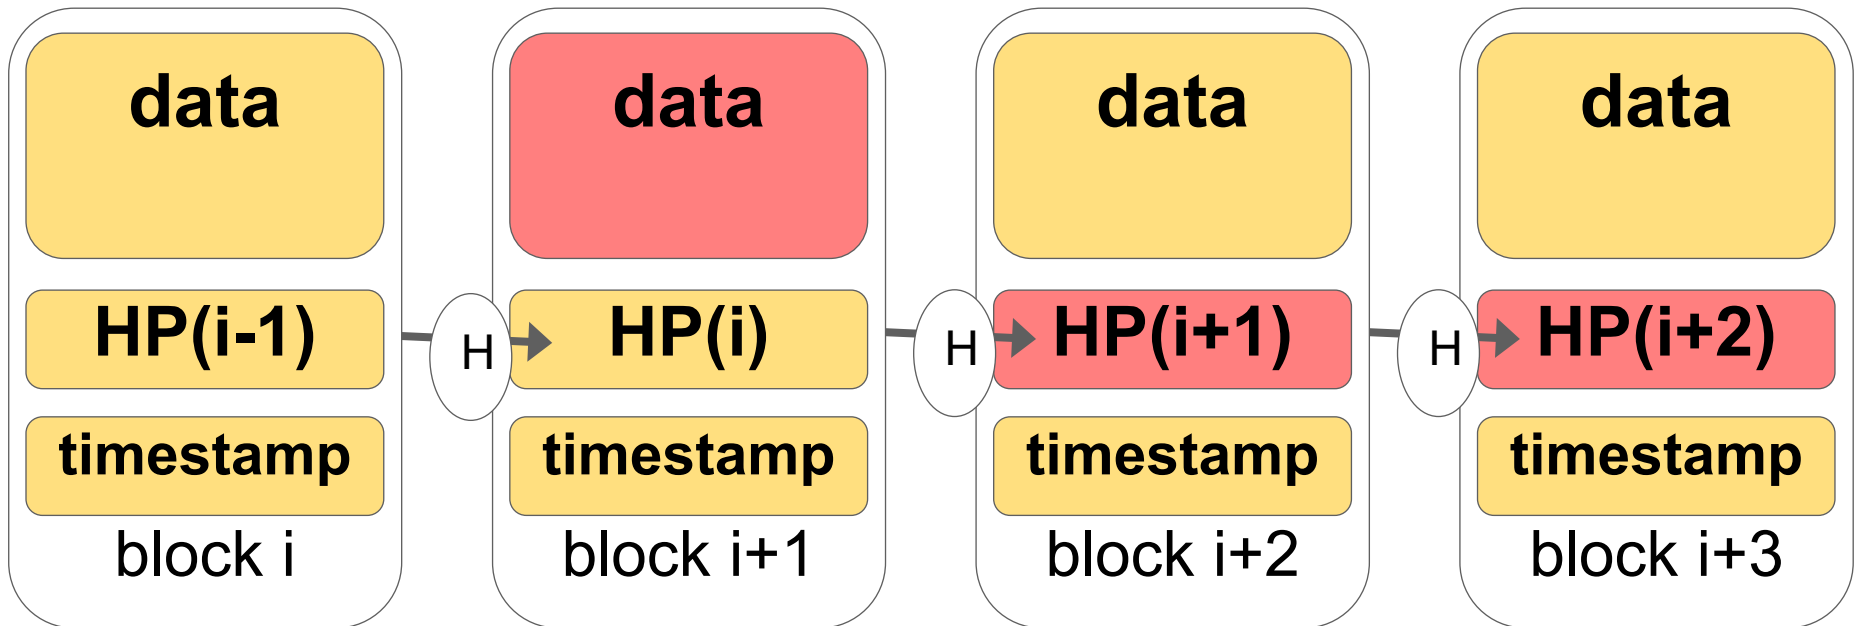 data
HP(i-1)
timestamp
block i
H
data
HP(i)
timestamp
block i+1
H
data
HP(i+1)
timestamp
block i+2
H
data
HP(i+2)
timestamp
block i+3